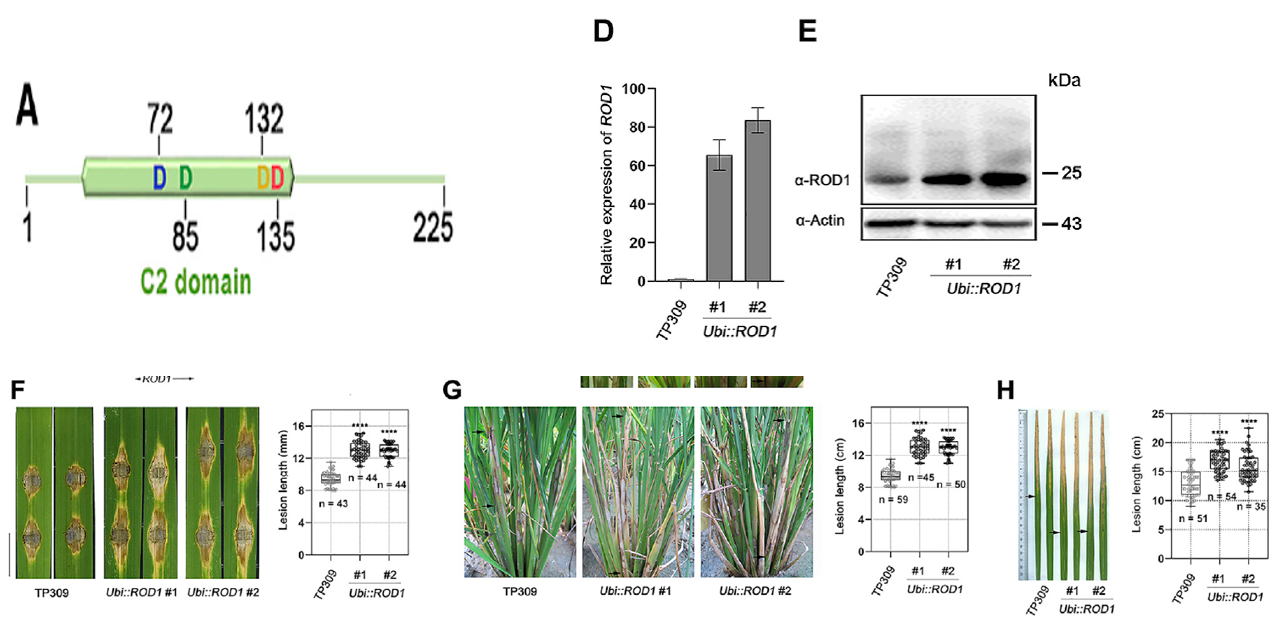 A
72
132
D D D D
1
85
135
225
C2 domain
D
Relative expression of ROD1
100
80
60
40
20
0
TP309
#1
#2
Ubi::ROD1
E
kDa
α-ROD1
25
α-Actin
43
TP309
#1
#2
Ubi::ROD1
F
ROD1
TP309
Ubi::ROD1 #1
Ubi::ROD1 #2
Lesion length (mm)
16
12
8
4
0
****
****
n = 43
n = 44
n = 44
TP309
#1
#2
Ubi::ROD1
G
TP309
Ubi::ROD1 #1
Ubi::ROD1 #2
Lesion length (cm)
16
12
8
4
0
****
****
n = 59
n =45
n = 50
TP309
#1
#2
Ubi::ROD1
H
TP309
#1
#2
Ubi::ROD1
Lesion length (cm)
25
20
15
10
5
0
****
****
n = 51
n = 54
n = 35
TP309
#1
#2
Ubi::ROD1